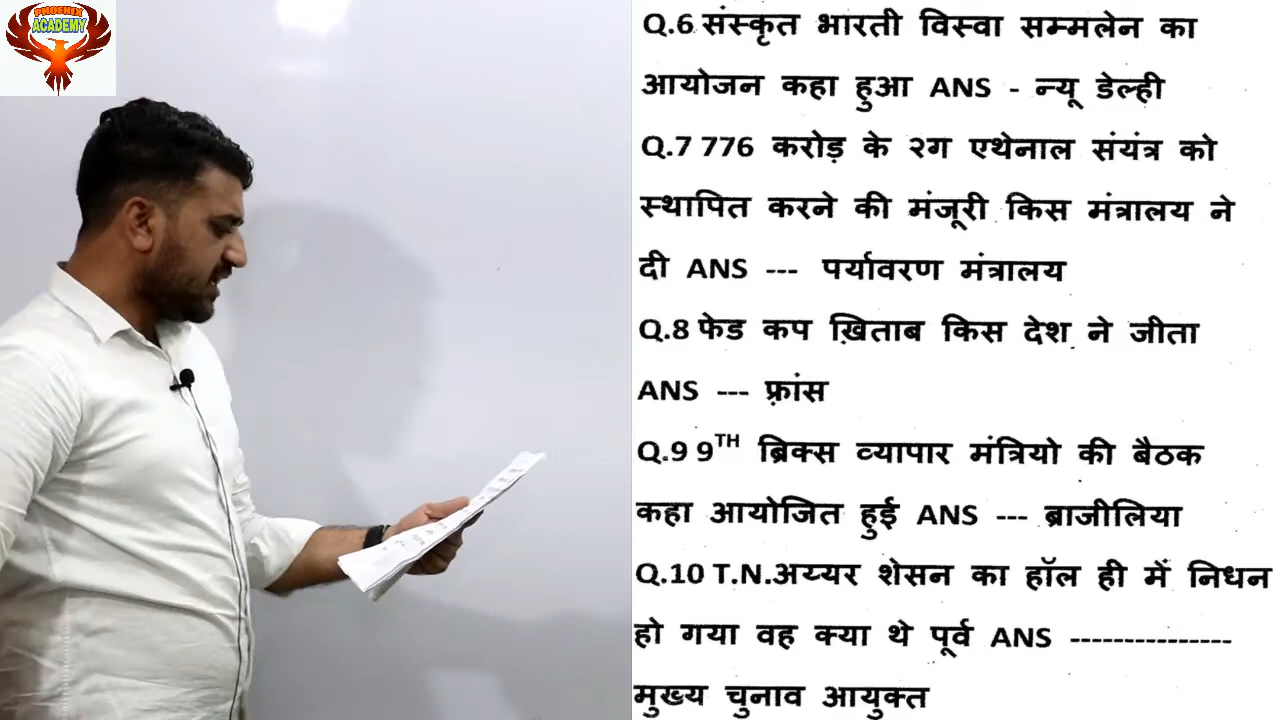 PHOENIX
ACADEMY
Q.6 संस्कृत भारती विस्वा सम्मलेन का
आयोजन कहा हुआ ANS - न्यू डेल्ही
Q.7 776 करोड़ के २ग एथेनाल संयंत्र को
स्थापित करने की मंजूरी किस मंत्रालय ने
दी ANS --- पर्यावरण मंत्रालय
Q.8 फेड कप ख़िताब किस देश ने जीता
ANS --- फ़्रांस
Q.9 9TH ब्रिक्स व्यापार मंत्रियो की बैठक
कहा आयोजित हुई ANS --- ब्राजीलिया
Q.10 T.N.अय्यर शेसन का हॉल ही में निधन
हो गया वह क्या थे पूर्व ANS ---------------
मुख्य चुनाव आयुक्त